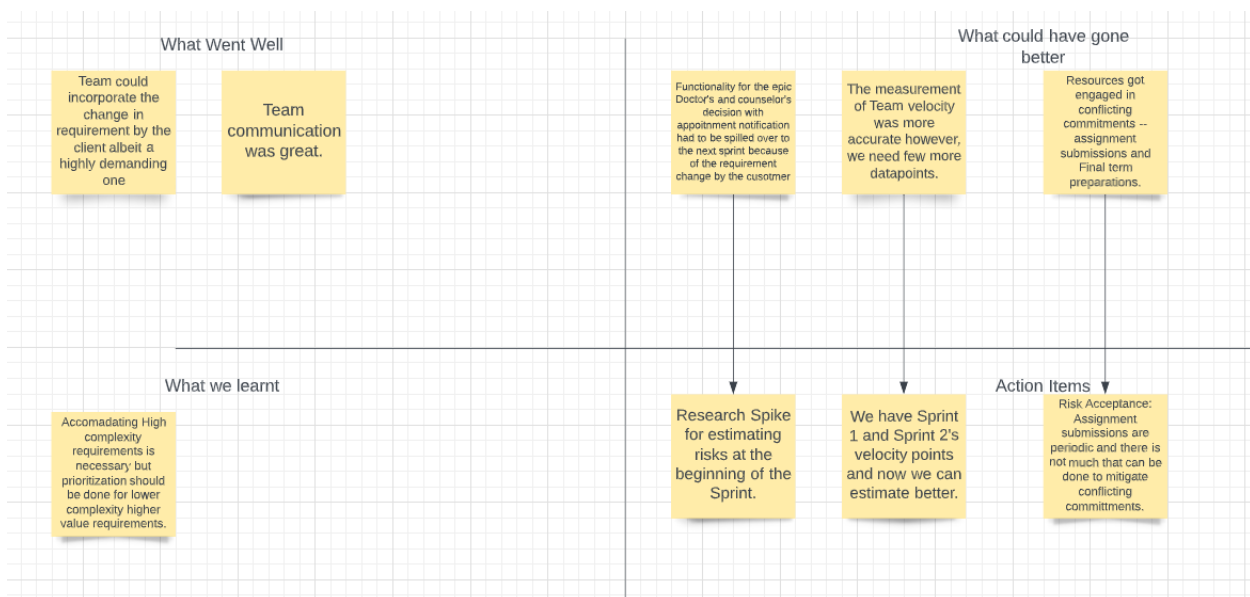 What Went Well
Team could
incorporate the
change in
requirement by the
client albeit a
highly demanding
one
Team
communication
was great.
What could have gone
better
Functionality for the epic
Doctor's and counselor's
decision with
appoitnment notification
had to be spilled over to
the next sprint because
of the requirement
change by the cusotmer
The measurement
of Team velocity
was more
accurate however,
we need few more
datapoints.
Resources got
engaged in
conflicting
commitments --
assignment
submissions and
Final term
preparations.
What we learnt
Accomadating High
complexity
requirements is
necessary but
prioritization should
be done for lower
complexity higher
value requirements.
Action Items
Research Spike
for estimating
risks at the
beginning of the
Sprint.
We have Sprint
1 and Sprint 2's
velocity points
and now we can
estimate better.
Risk Acceptance:
Assignment
submissions are
periodic and there is
not much that can be
done to mitigate
conflicting
committments.